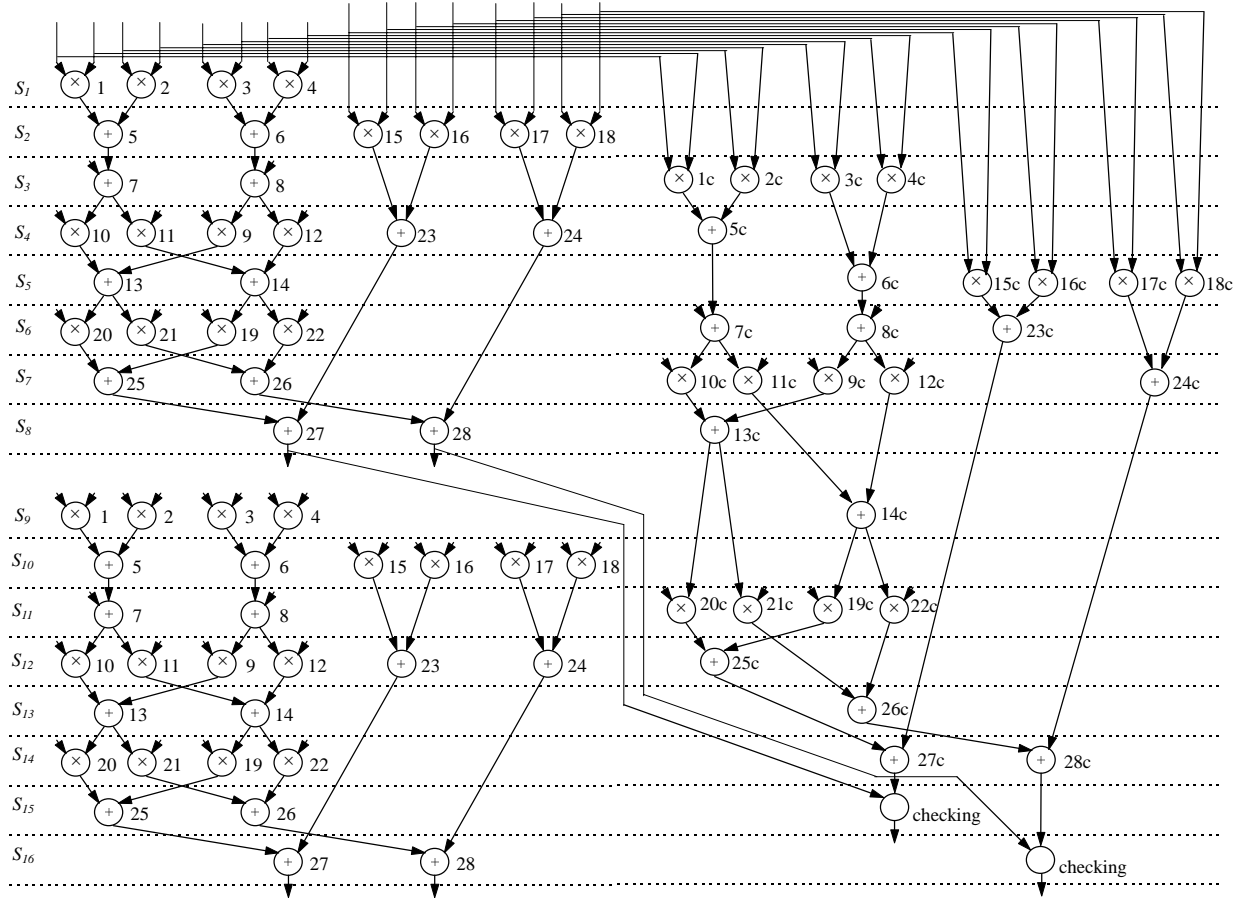 S1 × 1 × 2 × 3 × 4
S2 + 5 + 6 × 15 × 16 × 17 × 18
S3 + 7 + 8 × 1c × 2c × 3c × 4c
S4 × 10 × 11 × 9 × 12 + 23 + 24 + 5c
S5 + 13 + 14 + 6c × 15c × 16c × 17c × 18c
S6 × 20 × 21 × 19 × 22 + 7c + 8c + 23c
S7 + 25 + 26 × 10c × 11c × 9c × 12c + 24c
S8 + 27 + 28 + 13c
S9 × 1 × 2 × 3 × 4 + 14c
S10 + 5 + 6 × 15 × 16 × 17 × 18
S11 + 7 + 8 × 20c × 21c × 19c × 22c
S12 × 10 × 11 × 9 × 12 + 23 + 24 + 25c
S13 + 13 + 14 + 26c
S14 × 20 × 21 × 19 × 22 + 27c + 28c
S15 + 25 + 26 checking
S16 + 27 + 28 checking